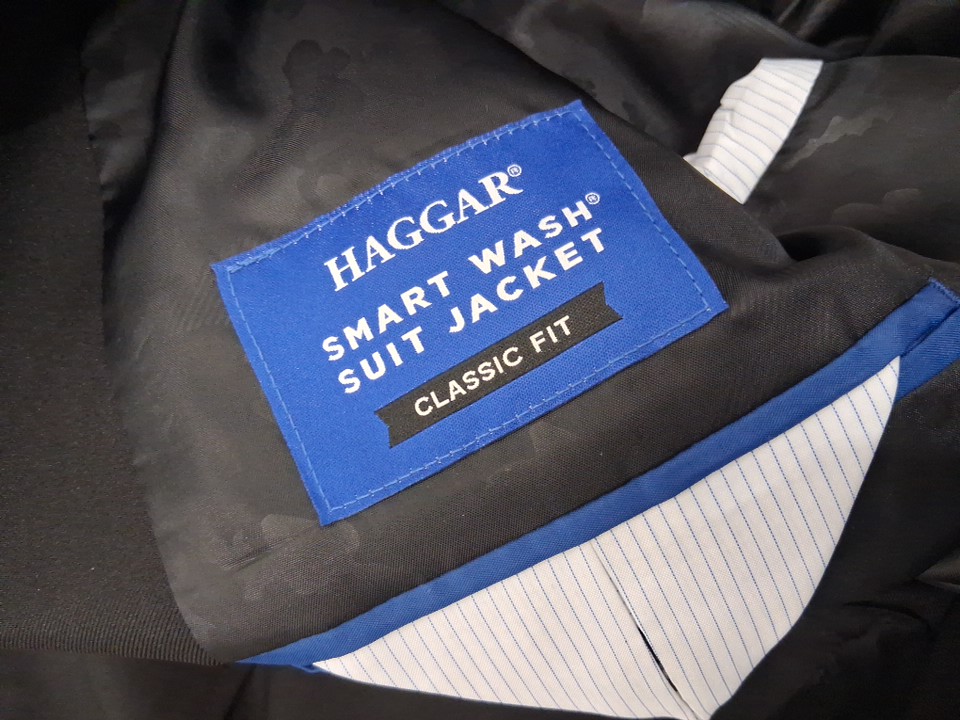 HAGGAR®
SMART WASH®
SUIT JACKET
CLASSIC FIT